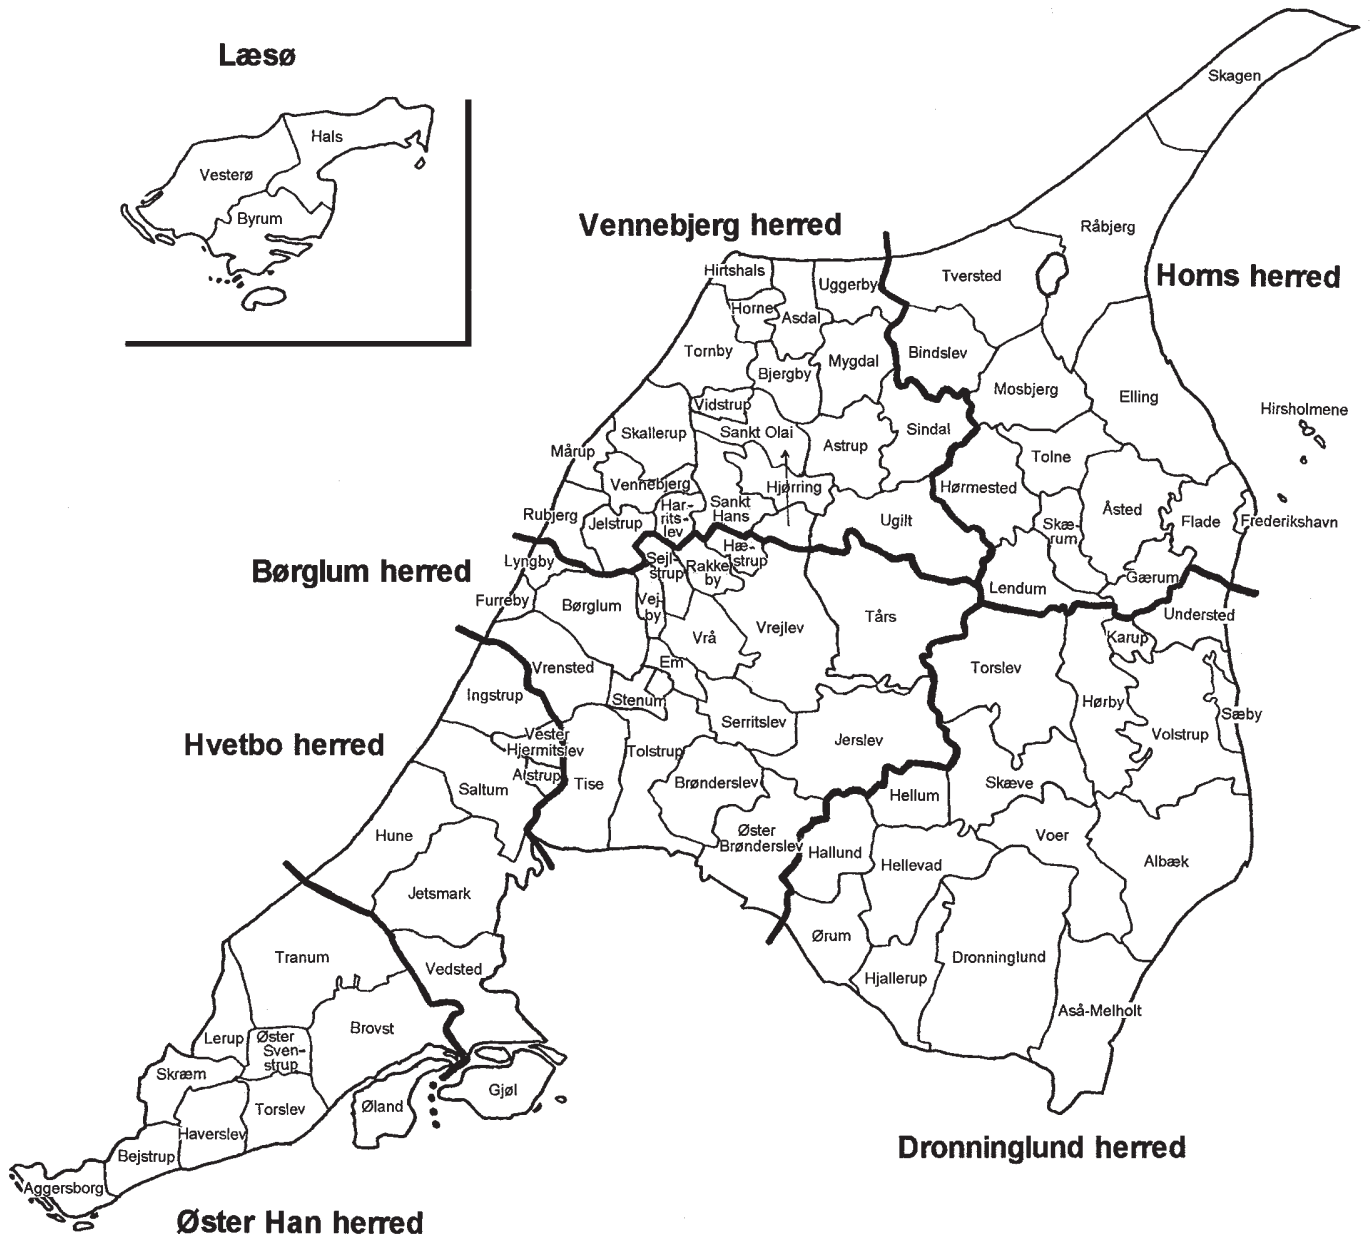 Læsø
Hals
Vesterø
Byrum
Skagen
Vennebjerg herred
Råbjerg
Horns herred
Hirtshals
Uggerby
Tversted
Horne
Asdal
Tornby
Bjergby
Mygdal
Bindslev
Mosbjerg
Elling
Hirsholmene
Vidstrup
Skallerup
Sankt Olai
Astrup
Sindal
Mårup
Tolne
Vennebjerg
Hjørring
Hørmested
Rubjerg
Jelstrup
Har-
rits-
lev
Sankt
Hans
Ugilt
Skæ-
rum
Åsted
Flade
Frederikshavn
Børglum herred
Lyngby
Sejl-
strup
Rakke-
by
Hæ-
strup
Lendum
Gærum
Furreby
Børglum
Vej-
by
Vrå
Vrejlev
Tårs
Understed
Karup
Vrensted
Em
Torslev
Ingstrup
Stenum
Serritslev
Hørby
Sæby
Volstrup
Hvetbo herred
Vester
Hjermitslev
Tolstrup
Jerslev
Alstrup
Tise
Brønderslev
Skæve
Saltum
Hellum
Hune
Øster
Brønderslev
Hallund
Hellevad
Voer
Albæk
Jetsmark
Tranum
Vedsted
Ørum
Hjallerup
Dronninglund
Aså-Melholt
Lerup
Øster
Sven-
strup
Brovst
Skræm
Torslev
Øland
Gjøl
Haverslev
Bejstrup
Dronninglund herred
Aggersborg
Øster Han herred